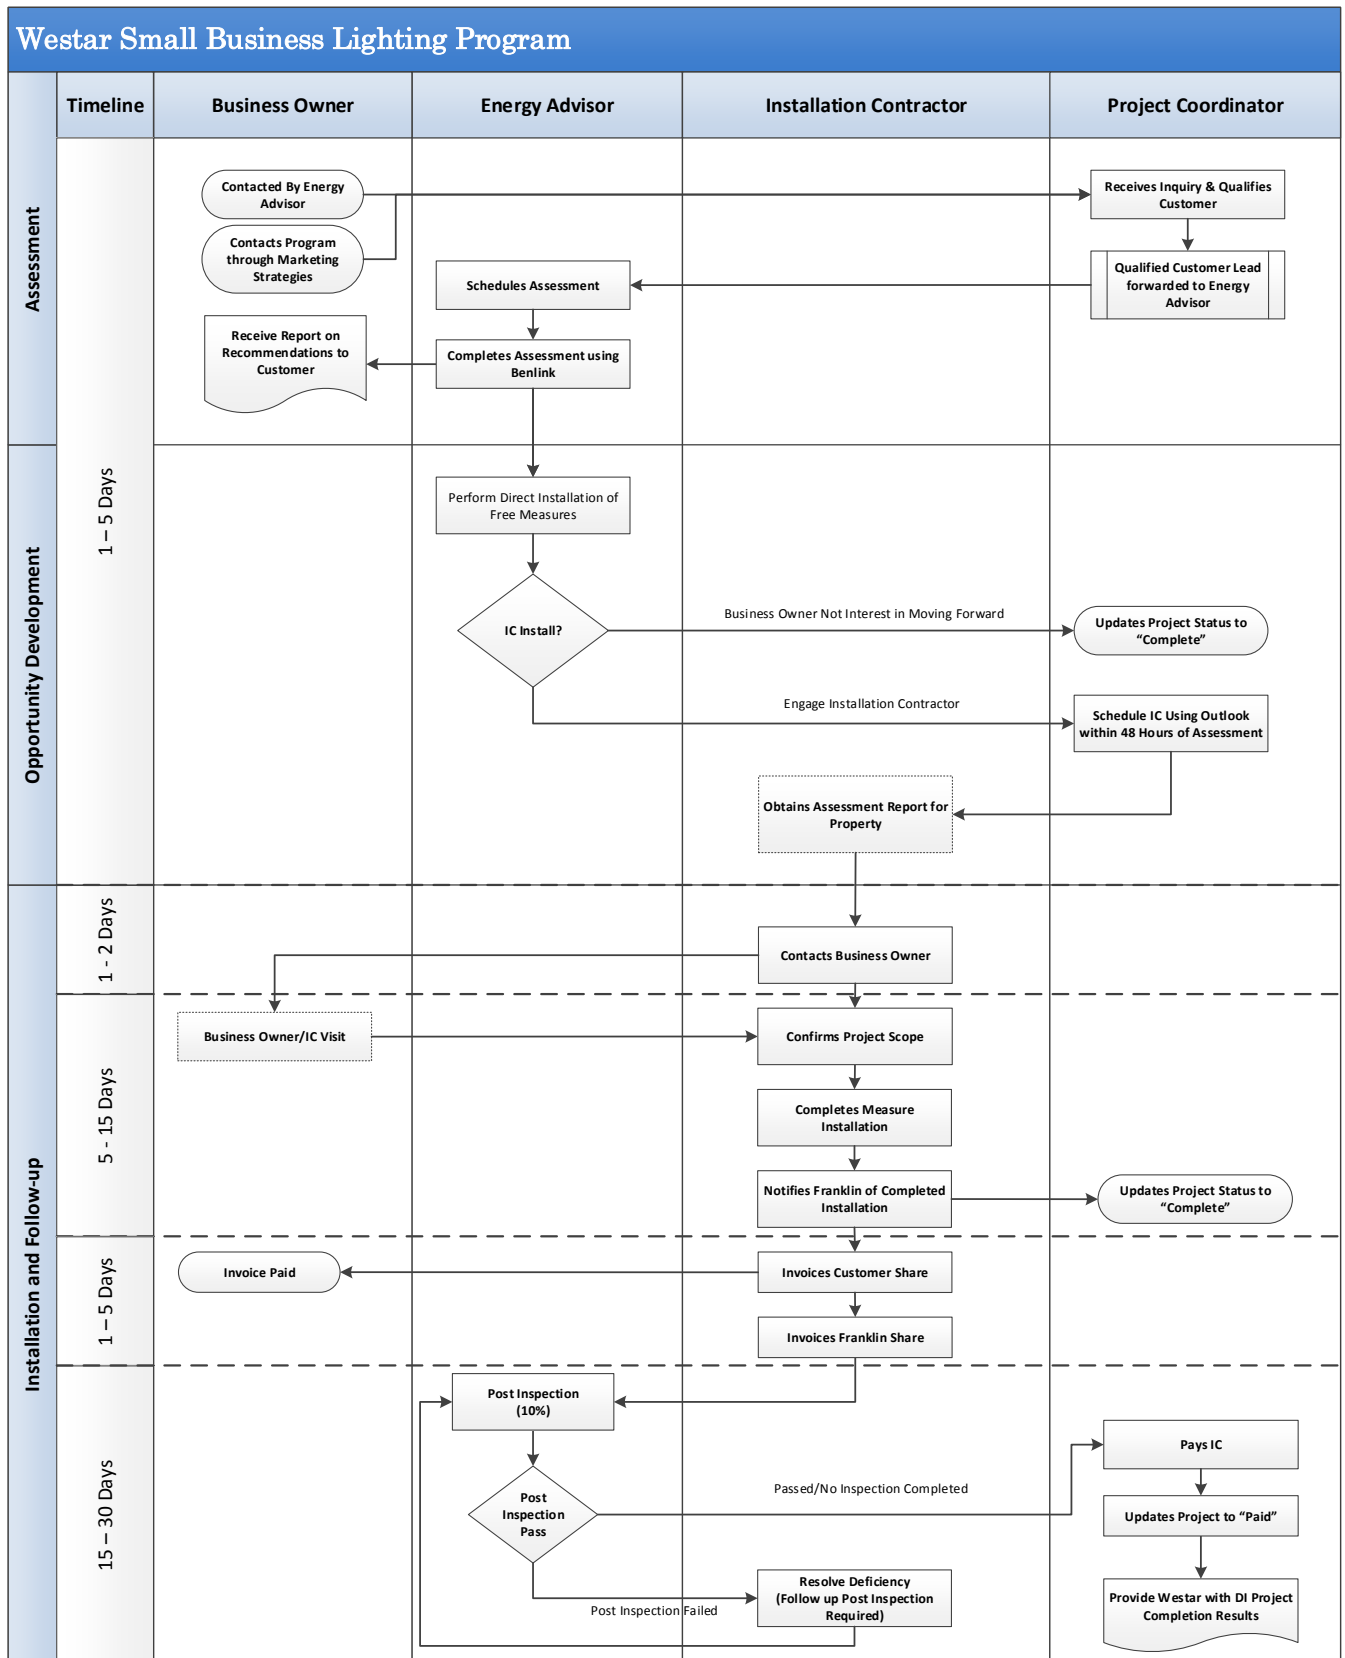 Westar Small Business Lighting Program
Timeline
Business Owner
Energy Advisor
Installation Contractor
Project Coordinator
Assessment
Contacted By Energy
Advisor
Receives Inquiry & Qualifies
Customer
Contacts Program
through Marketing
Strategies
Schedules Assessment
Qualified Customer Lead
forwarded to Energy
Advisor
Receive Report on
Recommendations to
Customer
Completes Assessment using
Benlink
1 – 5 Days
Opportunity Development
Perform Direct Installation of
Free Measures
IC Install?
Business Owner Not Interest in Moving Forward
Updates Project Status to
“Complete”
Engage Installation Contractor
Schedule IC Using Outlook
within 48 Hours of Assessment
Obtains Assessment Report for
Property
Installation and Follow-up
1 - 2 Days
Contacts Business Owner
5 - 15 Days
Business Owner/IC Visit
Confirms Project Scope
Completes Measure
Installation
Notifies Franklin of Completed
Installation
Updates Project Status to
“Complete”
1 – 5 Days
Invoice Paid
Invoices Customer Share
Invoices Franklin Share
15 – 30 Days
Post Inspection
(10%)
Pays IC
Post
Inspection
Pass
Passed/No Inspection Completed
Updates Project to “Paid”
Post Inspection Failed
Resolve Deficiency
(Follow up Post Inspection
Required)
Provide Westar with DI Project
Completion Results